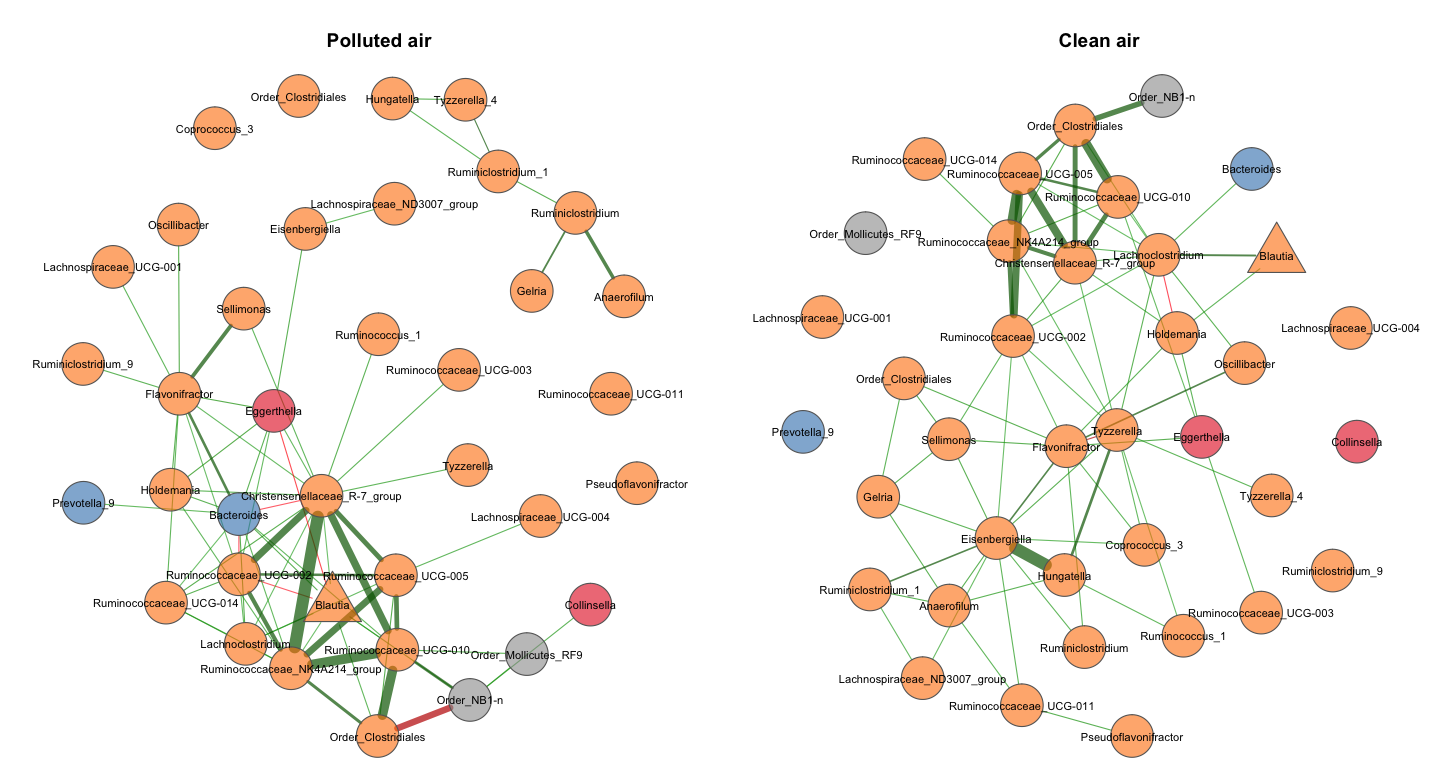 Polluted air
Order_Clostridiales
Hungatella
Tyzzerella_4
Coprococcus_3
Ruminiclostridium_1
Lachnospiraceae_ND3007_group
Ruminiclostridium
Oscillibacter
Eisenbergiella
Lachnospiraceae_UCG-001
Gelria
Anaerofilum
Sellimonas
Ruminococcus_1
Ruminiclostridium_9
Ruminococcaceae_UCG-003
Flavonifractor
Ruminococcaceae_UCG-011
Eggerthella
Tyzzerella
Pseudoflavonifractor
Holdemania
Christensenellaceae_R-7_group
Prevotella_9
Bacteroides
Lachnospiraceae_UCG-004
Ruminococcaceae_UCG-002
Ruminococcaceae_UCG-005
Ruminococcaceae_UCG-014
Blautia
Collinsella
Lachnoclostridium
Ruminococcaceae_UCG-010
Order_Mollicutes_RF9
Ruminococcaceae_NK4A214_group
Order_NB1-n
Order_Clostridiales
Clean air
Order_NB1-n
Order_Clostridiales
Ruminococcaceae_UCG-014
Bacteroides
Ruminococcaceae_UCG-005
Ruminococcaceae_UCG-010
Order_Mollicutes_RF9
Ruminococcaceae_NK4A214_group
Lachnoclostridium
Blautia
Christensenellaceae_R-7_group
Lachnospiraceae_UCG-001
Lachnospiraceae_UCG-004
Holdemania
Ruminococcaceae_UCG-002
Oscillibacter
Order_Clostridiales
Prevotella_9
Tyzzerella
Eggerthella
Sellimonas
Flavonifractor
Collinsella
Gelria
Tyzzerella_4
Eisenbergiella
Coprococcus_3
Hungatella
Ruminiclostridium_9
Ruminiclostridium_1
Anaerofilum
Ruminococcaceae_UCG-003
Ruminococcus_1
Ruminiclostridium
Lachnospiraceae_ND3007_group
Ruminococcaceae_UCG-011
Pseudoflavonifractor